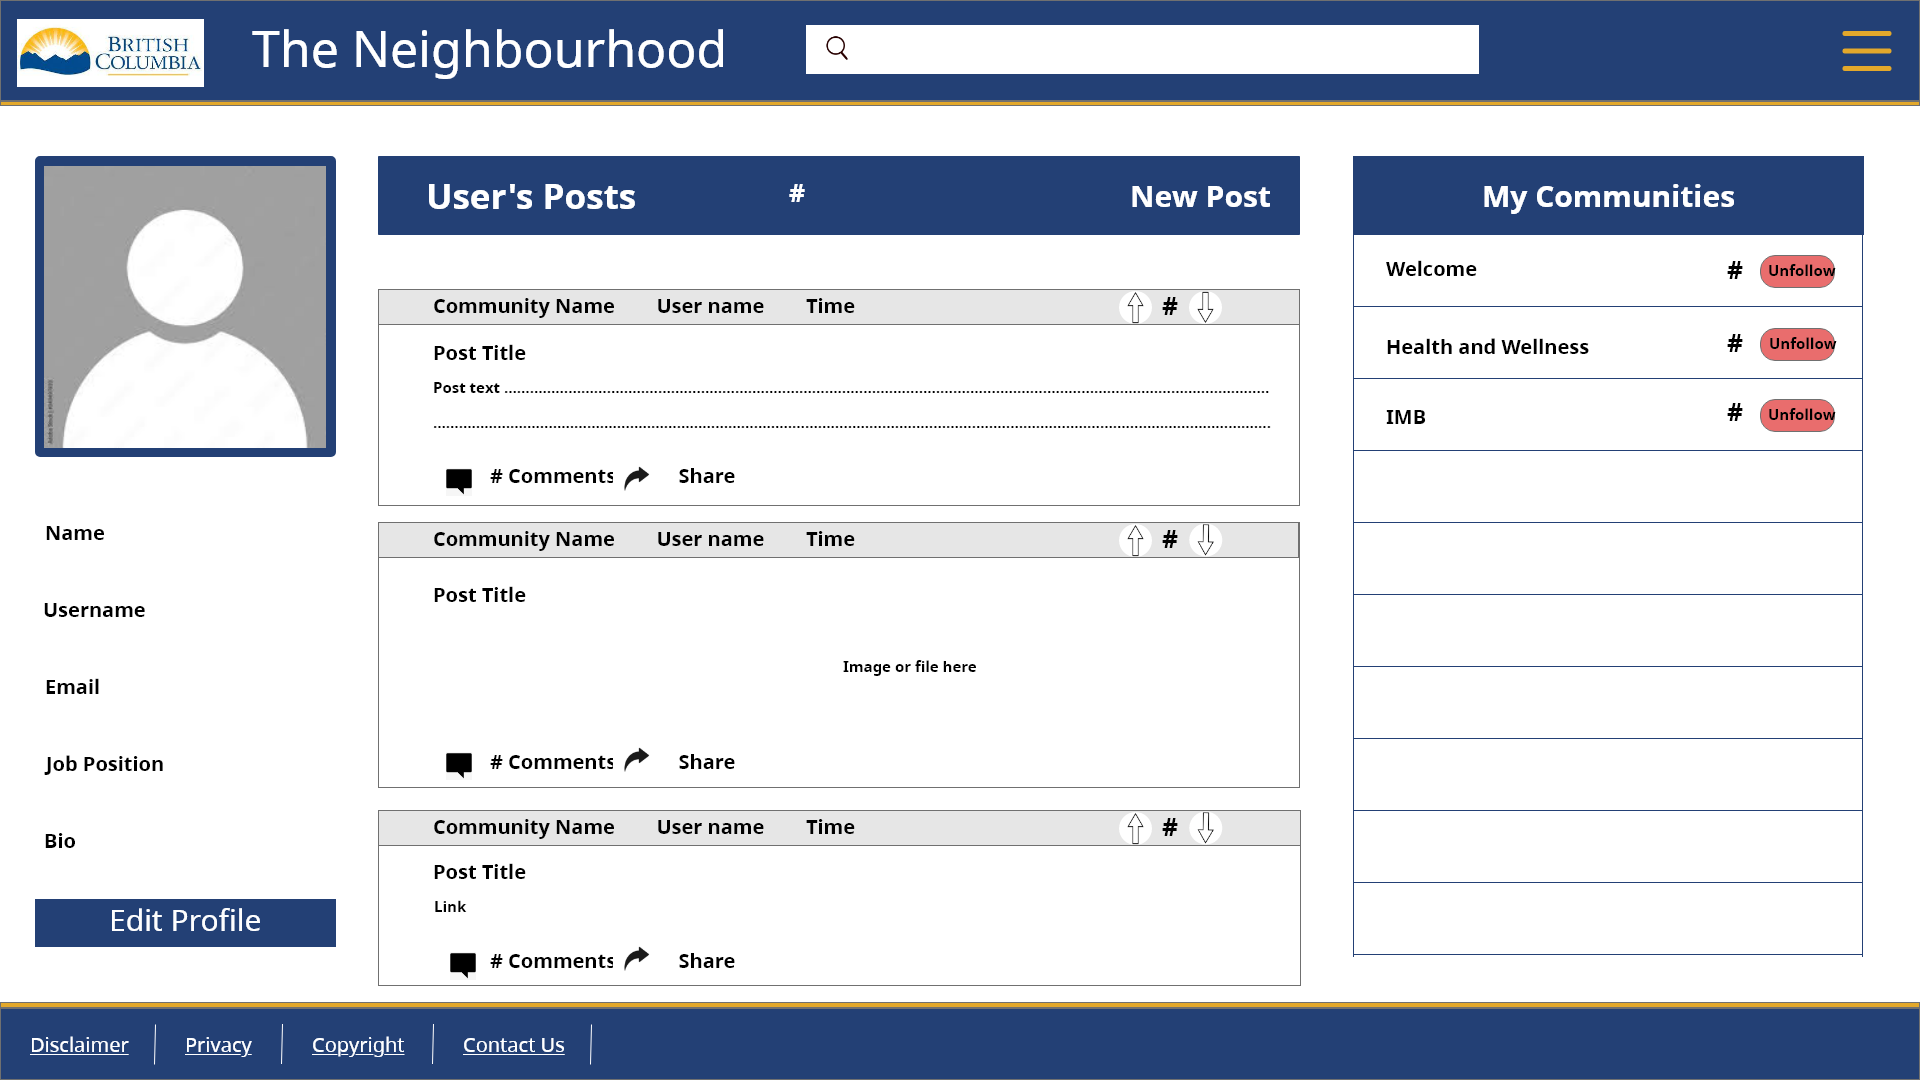 BRITISH
COLUMBIA
The Neighbourhood
User's Posts # New Post
My Communities
Welcome # Unfollow
Health and Wellness # Unfollow
IMB # Unfollow
Community Name User name Time #
Post Title
Post text ................................................................................
................................................................................
# Comments Share
Community Name User name Time #
Post Title
Image or file here
# Comments Share
Community Name User name Time #
Post Title
Link
# Comments Share
Name
Username
Email
Job Position
Bio
Edit Profile
Disclaimer Privacy Copyright Contact Us